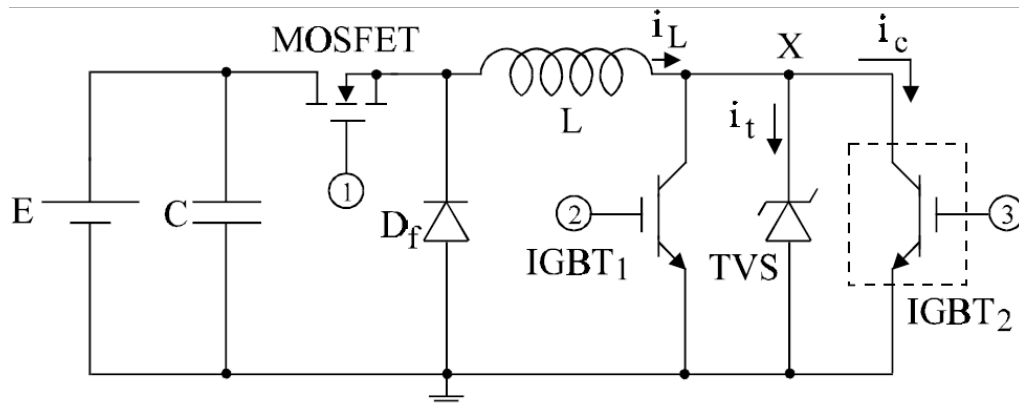 MOSFET
i_L
X
i_c
L
i_t
1
E
C
D_f
2
IGBT_1
TVS
3
IGBT_2